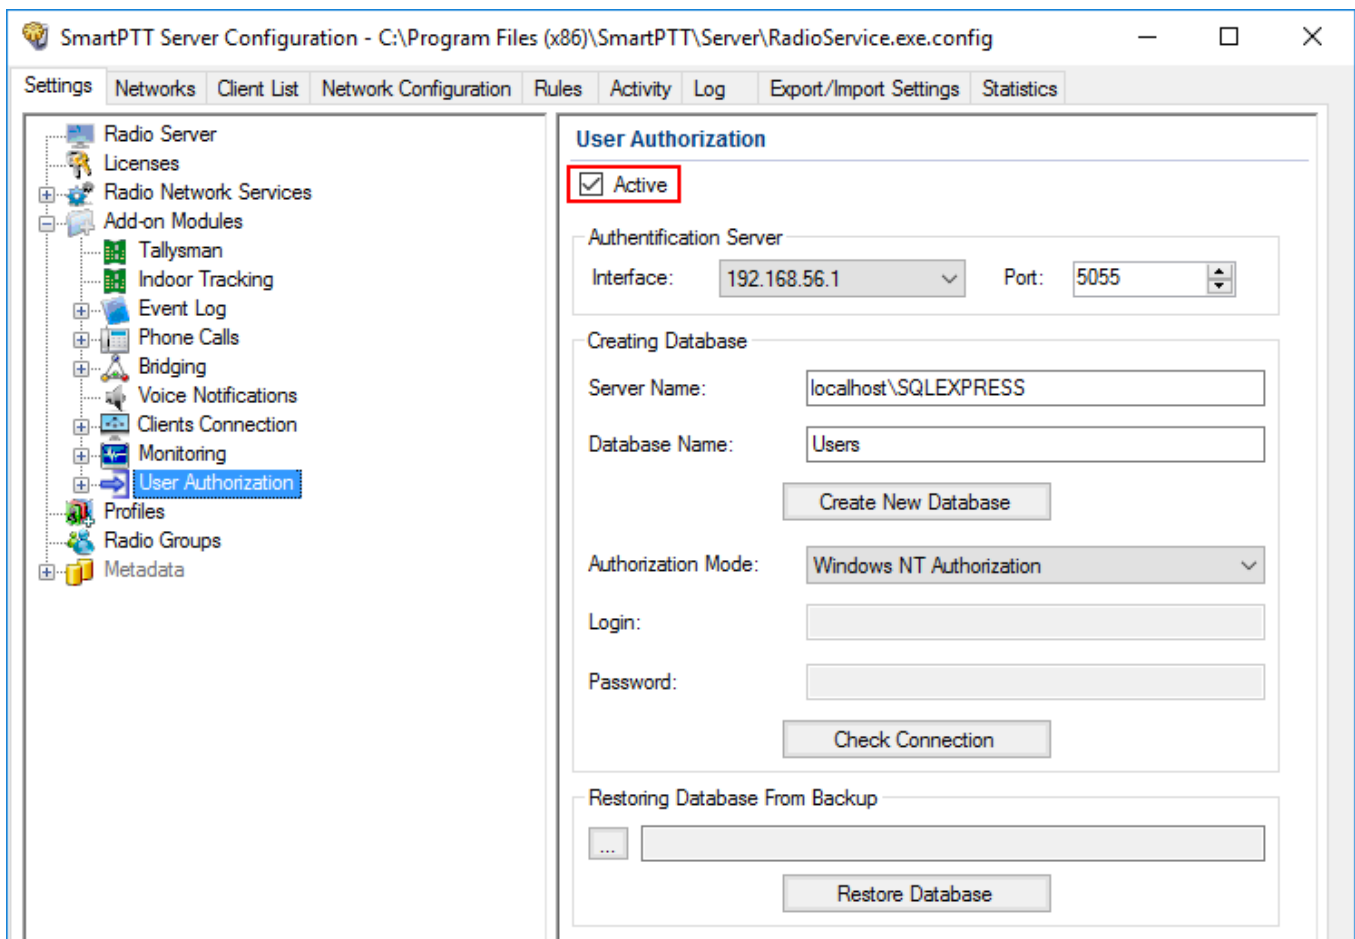 SmartPTT Server Configuration - C:\Program Files (x86)\SmartPTT\Server\RadioService.exe.config
Settings Networks Client List Network Configuration Rules Activity Log Export/Import Settings Statistics
Radio Server
Licenses
Radio Network Services
Add-on Modules
Tallysman
Indoor Tracking
Event Log
Phone Calls
Bridging
Voice Notifications
Clients Connection
Monitoring
User Authorization
Profiles
Radio Groups
Metadata
User Authorization
Active
Authentification Server
Interface: 192.168.56.1 Port: 5055
Creating Database
Server Name: localhost\SQLEXPRESS
Database Name: Users
Create New Database
Authorization Mode: Windows NT Authorization
Login:
Password:
Check Connection
Restoring Database From Backup
...
Restore Database